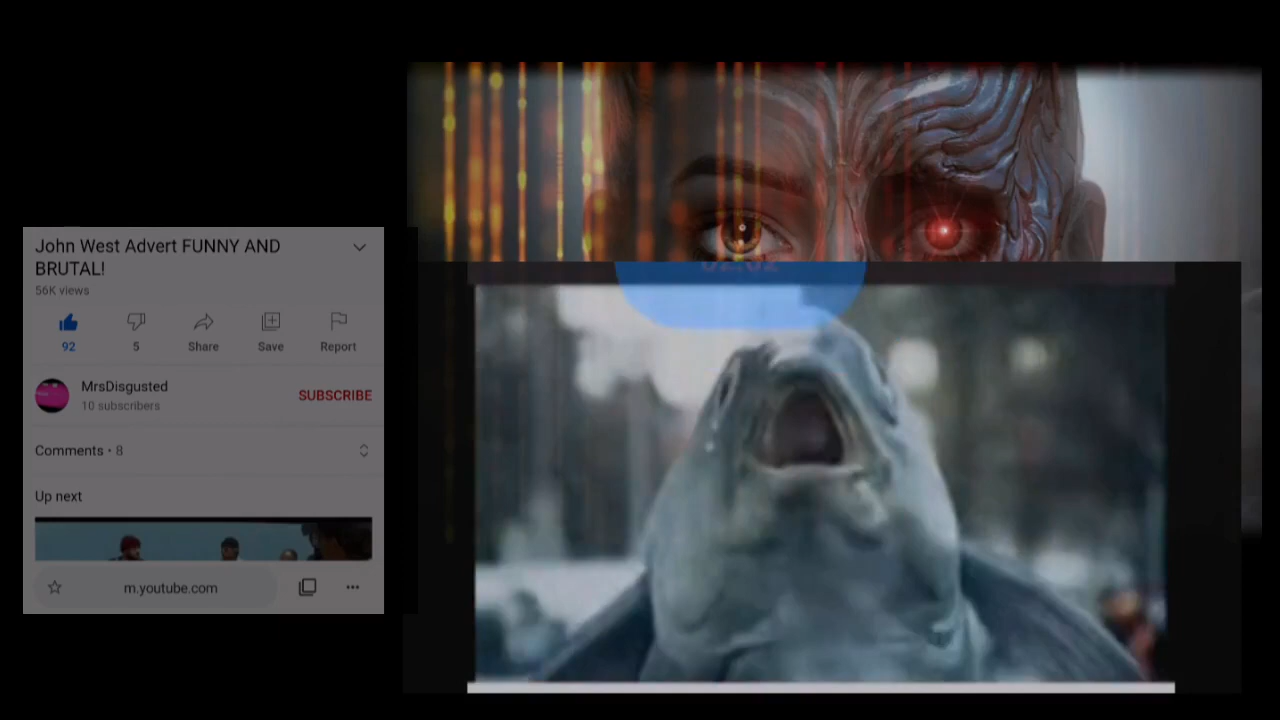 John West Advert FUNNY AND
BRUTAL!
56K views
92
5
Share
Save
Report
MrsDisgusted
10 subscribers
SUBSCRIBE
Comments • 8
Up next
m.youtube.com